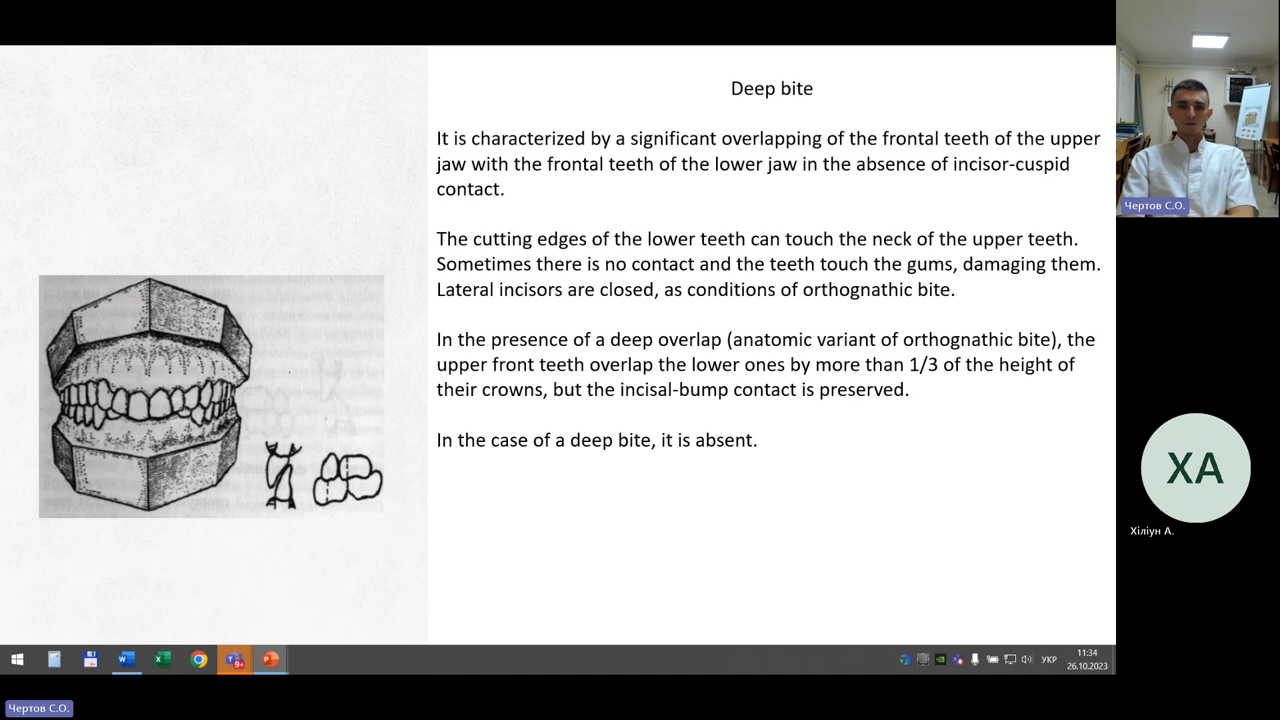 Deep bite
It is characterized by a significant overlapping of the frontal teeth of the upper
jaw with the frontal teeth of the lower jaw in the absence of incisor-cuspid
contact.
The cutting edges of the lower teeth can touch the neck of the upper teeth.
Sometimes there is no contact and the teeth touch the gums, damaging them.
Lateral incisors are closed, as conditions of orthognathic bite.
In the presence of a deep overlap (anatomic variant of orthognathic bite), the
upper front teeth overlap the lower ones by more than 1/3 of the height of
their crowns, but the incisal-bump contact is preserved.
In the case of a deep bite, it is absent.
Чертов С.О.
ХА
Хіліун А.
9+
УКР
11:34
26.10.2023
Чертов С.О.